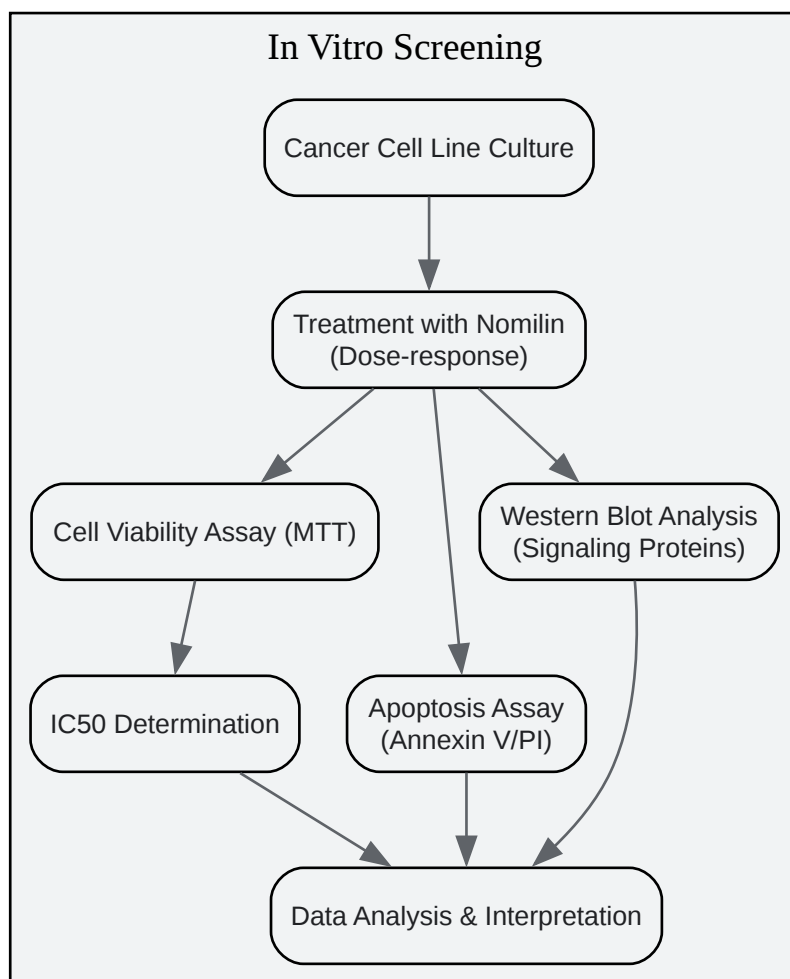 In Vitro Screening
Cancer Cell Line Culture
Treatment with Nomilin
(Dose-response)
Cell Viability Assay (MTT)
Western Blot Analysis
(Signaling Proteins)
IC50 Determination
Apoptosis Assay
(Annexin V/PI)
Data Analysis & Interpretation